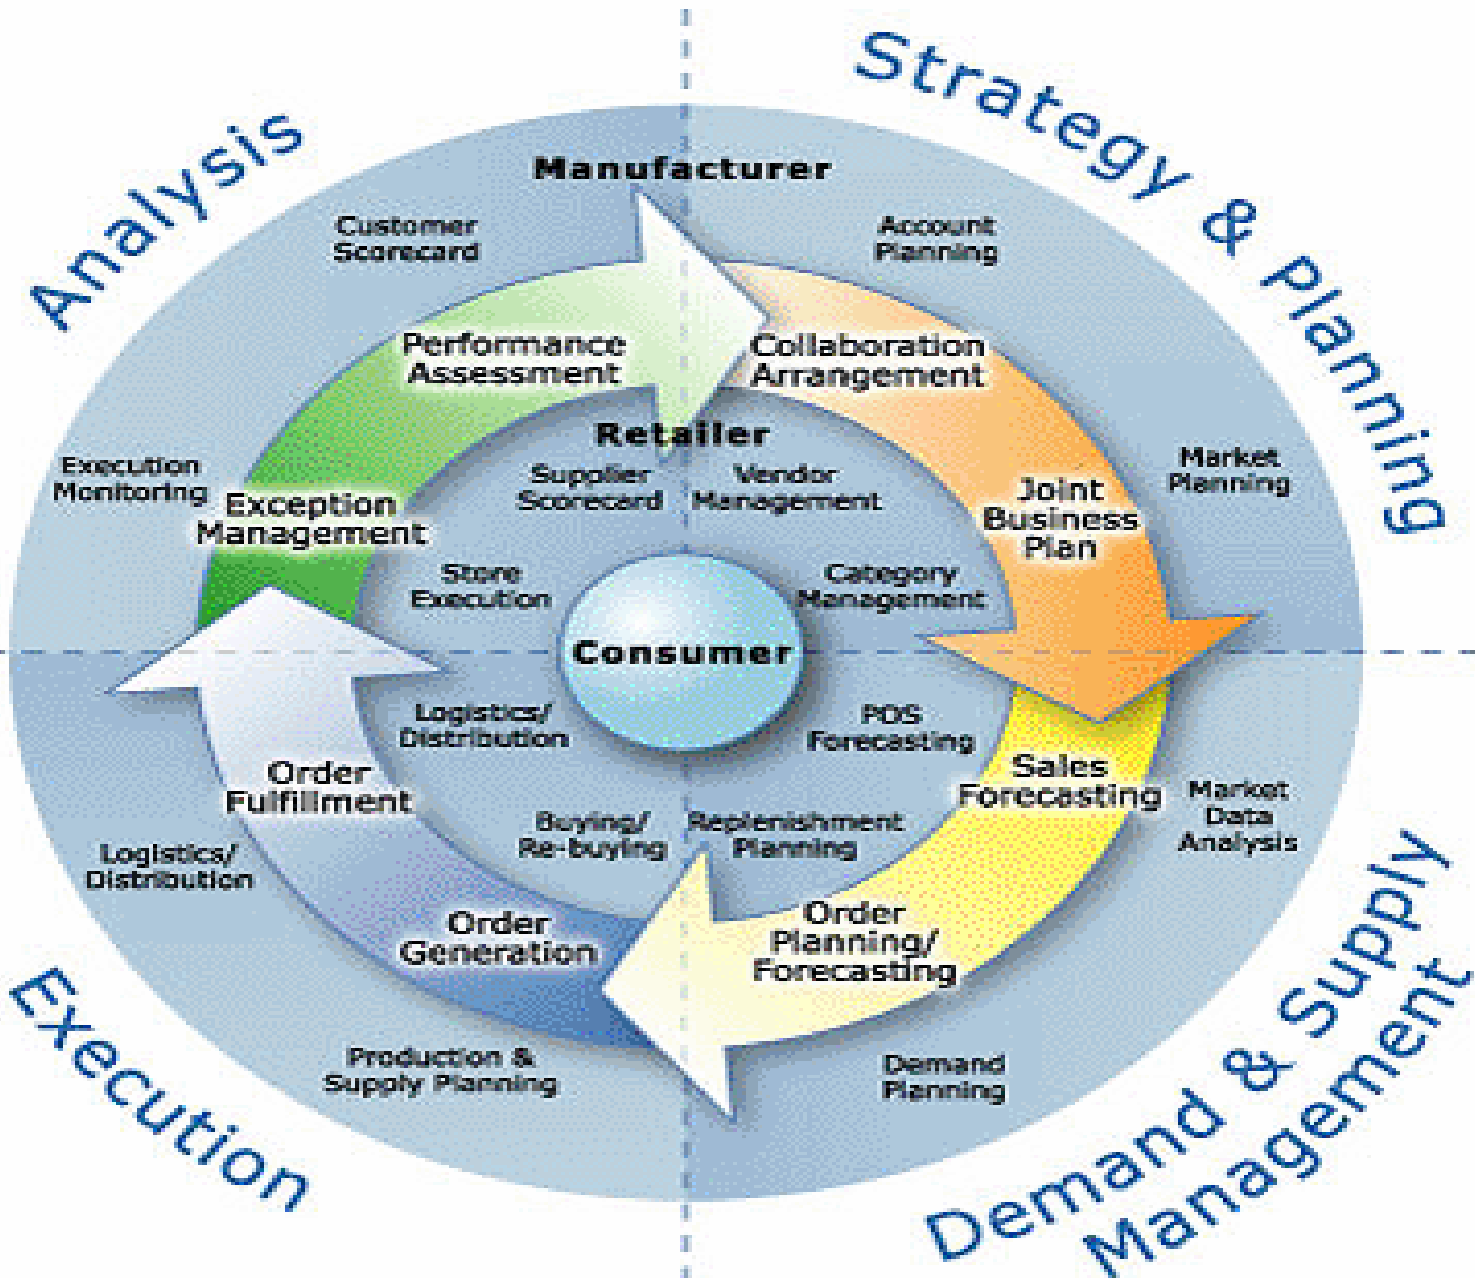 Strategy & Planning
Analysis
Manufacturer
Customer
Scorecard
Account
Planning
Performance
Assessment
Collaboration
Arrangement
Retailer
Supplier
Scorecard
Vendor
Management
Execution
Monitoring
Exception
Management
Joint
Business
Plan
Market
Planning
Store
Execution
Category
Management
Consumer
Logistics/
Distribution
POS
Forecasting
Order
Fulfillment
Sales
Forecasting
Market
Data
Analysis
Buying/
Re-buying
Replenishment
Planning
Logistics/
Distribution
Order
Generation
Order
Planning/
Forecasting
Production &
Supply Planning
Demand
Planning
Execution
Demand & Supply
Management